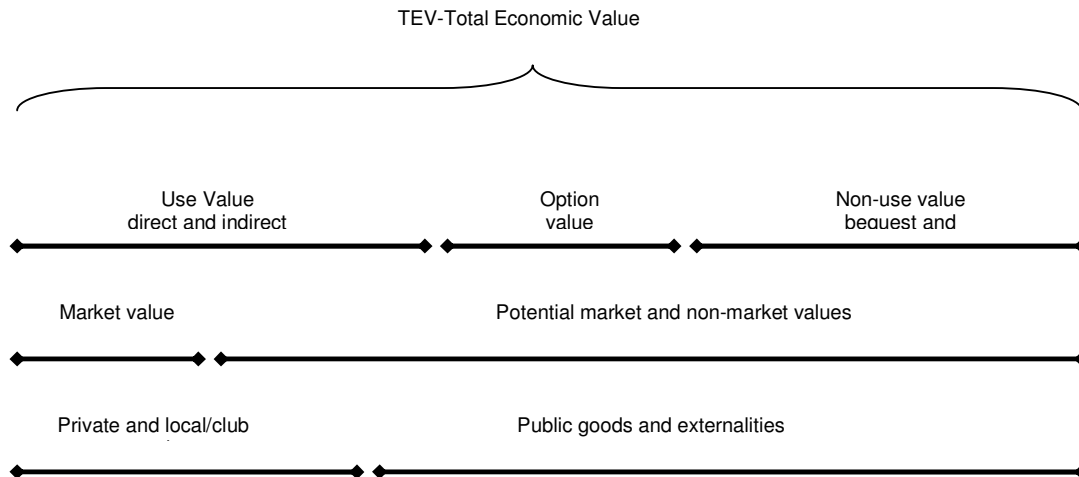 TEV-Total Economic Value
Use Value
direct and indirect
Option
value
Non-use value
bequest and
Market value
Potential market and non-market values
Private and local/club
Public goods and externalities